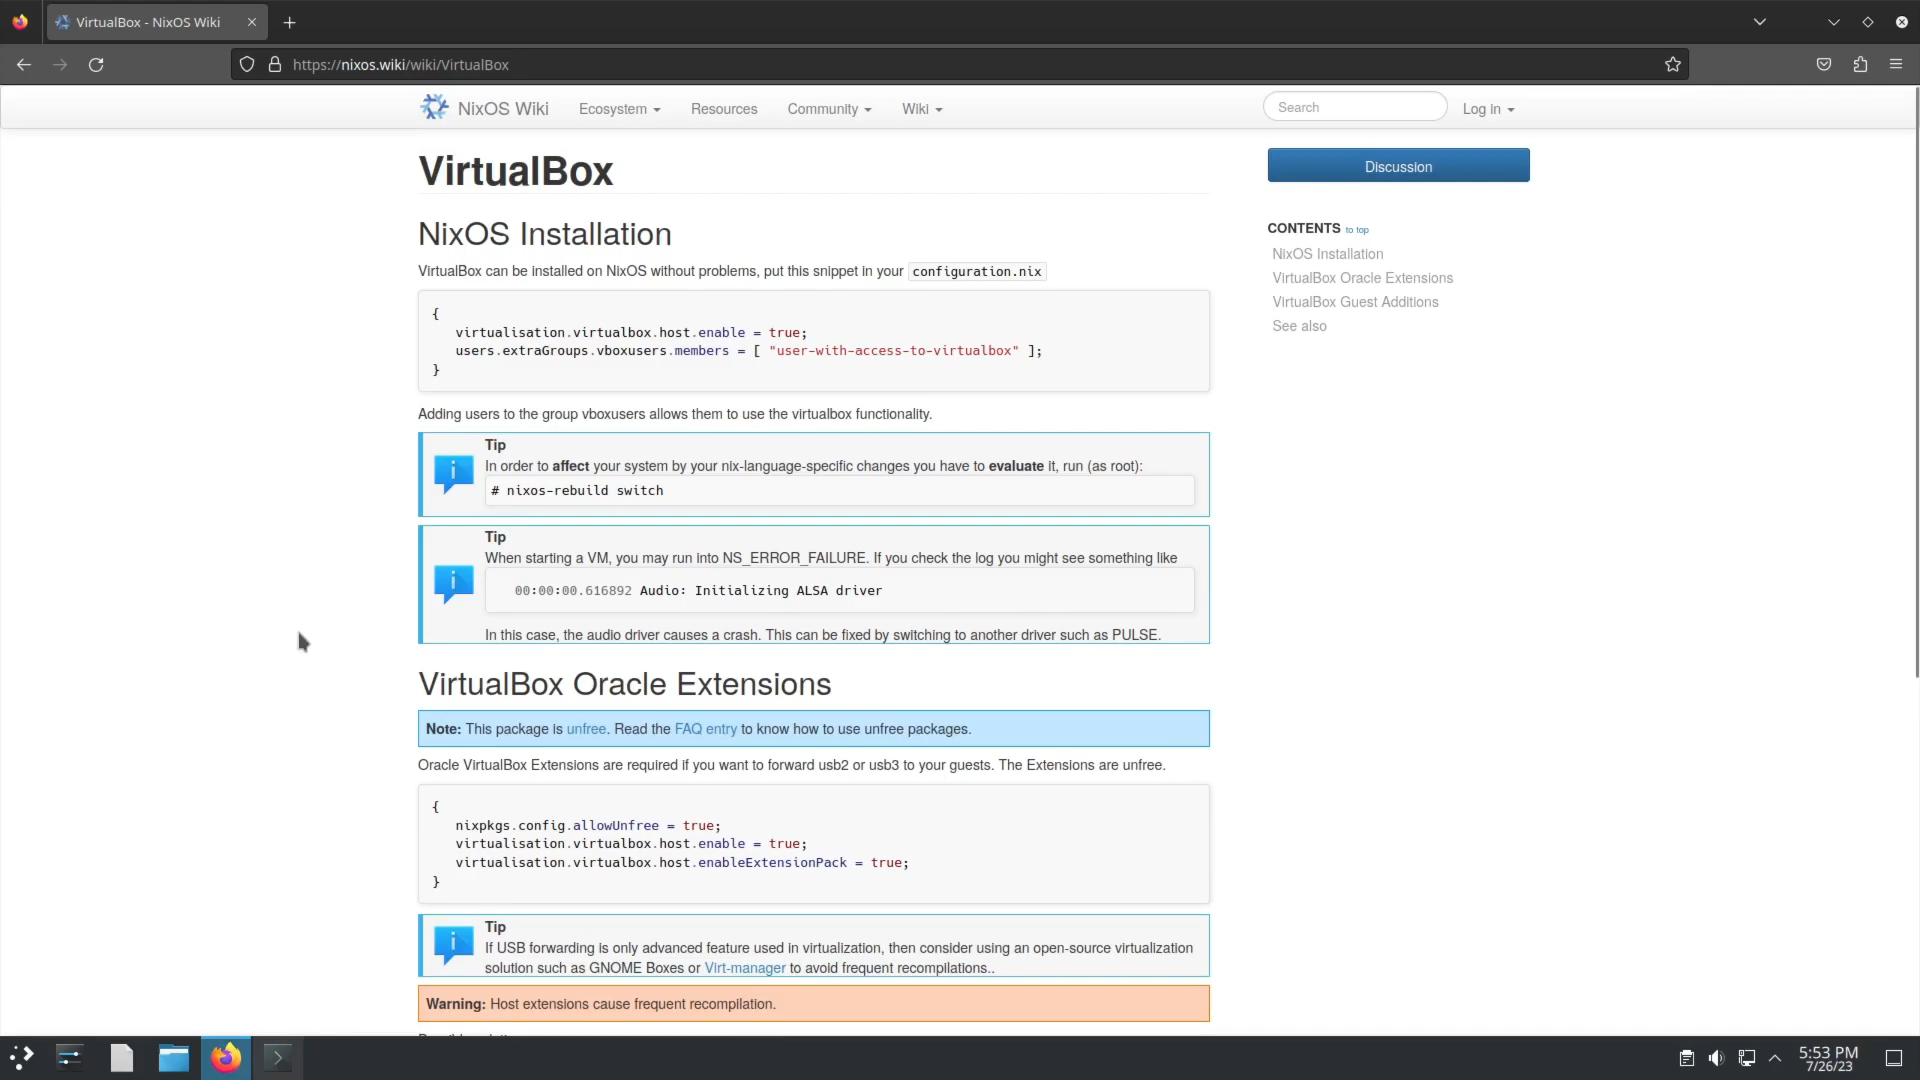 VirtualBox - NixOS Wiki
https://nixos.wiki/wiki/VirtualBox
NixOS Wiki Ecosystem Resources Community Wiki Search Log in
VirtualBox
Discussion
NixOS Installation
VirtualBox can be installed on NixOS without problems, put this snippet in your configuration.nix
{
virtualisation.virtualbox.host.enable = true;
users.extraGroups.vboxusers.members = [ "user-with-access-to-virtualbox" ];
}
Adding users to the group vboxusers allows them to use the virtualbox functionality.
Tip
In order to affect your system by your nix-language-specific changes you have to evaluate it, run (as root):
# nixos-rebuild switch
Tip
When starting a VM, you may run into NS_ERROR_FAILURE. If you check the log you might see something like
00:00:00.616892 Audio: Initializing ALSA driver
In this case, the audio driver causes a crash. This can be fixed by switching to another driver such as PULSE.
VirtualBox Oracle Extensions
Note: This package is unfree. Read the FAQ entry to know how to use unfree packages.
Oracle VirtualBox Extensions are required if you want to forward usb2 or usb3 to your guests. The Extensions are unfree.
{
nixpkgs.config.allowUnfree = true;
virtualisation.virtualbox.host.enable = true;
virtualisation.virtualbox.host.enableExtensionPack = true;
}
Tip
If USB forwarding is only advanced feature used in virtualization, then consider using an open-source virtualization
solution such as GNOME Boxes or Virt-manager to avoid frequent recompilations..
Warning: Host extensions cause frequent recompilation.
CONTENTS to top
NixOS Installation
VirtualBox Oracle Extensions
VirtualBox Guest Additions
See also
5:53 PM
7/26/23